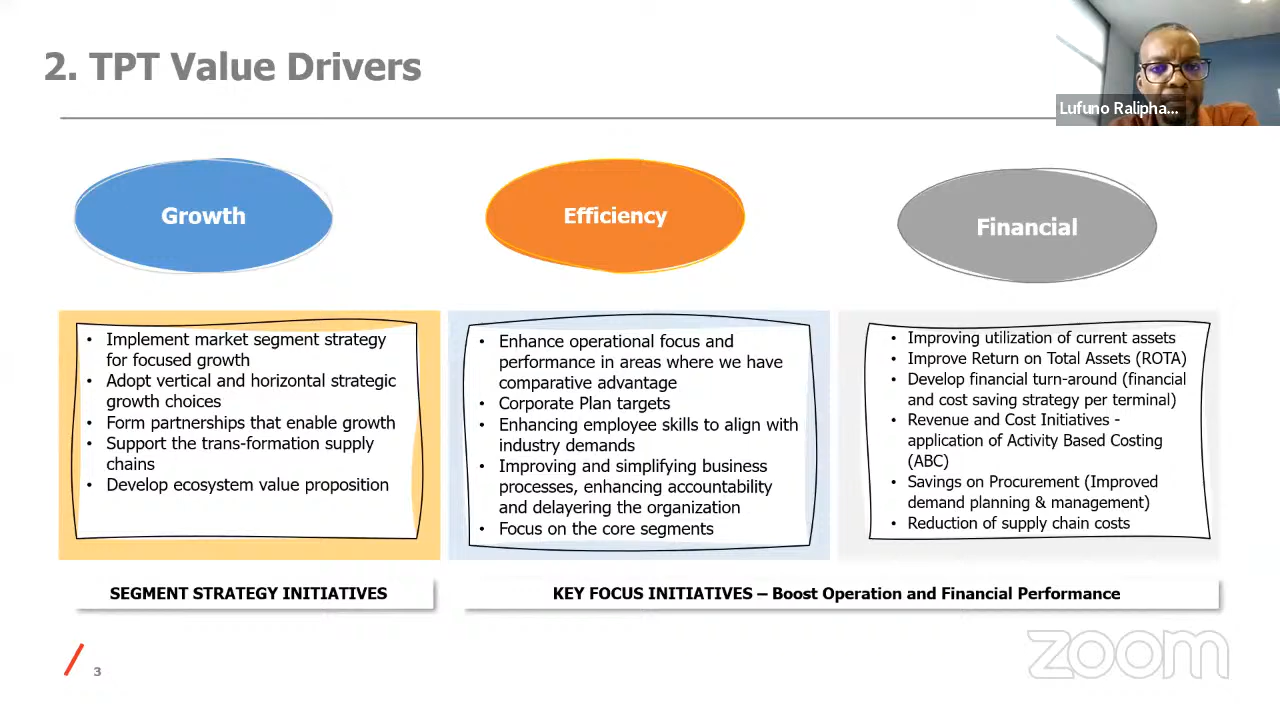 2. TPT Value Drivers
Lufuno Ralipha...
Growth
Efficiency
Financial
• Implement market segment strategy
for focused growth
• Adopt vertical and horizontal strategic
growth choices
• Form partnerships that enable growth
• Support the trans-formation supply
chains
• Develop ecosystem value proposition
• Enhance operational focus and
performance in areas where we have
comparative advantage
• Corporate Plan targets
• Enhancing employee skills to align with
industry demands
• Improving and simplifying business
processes, enhancing accountability
and delayering the organization
• Focus on the core segments
• Improving utilization of current assets
• Improve Return on Total Assets (ROTA)
• Develop financial turn-around (financial
and cost saving strategy per terminal)
• Revenue and Cost Initiatives -
application of Activity Based Costing
(ABC)
• Savings on Procurement (Improved
demand planning & management)
• Reduction of supply chain costs
SEGMENT STRATEGY INITIATIVES
KEY FOCUS INITIATIVES – Boost Operation and Financial Performance
3
zoom